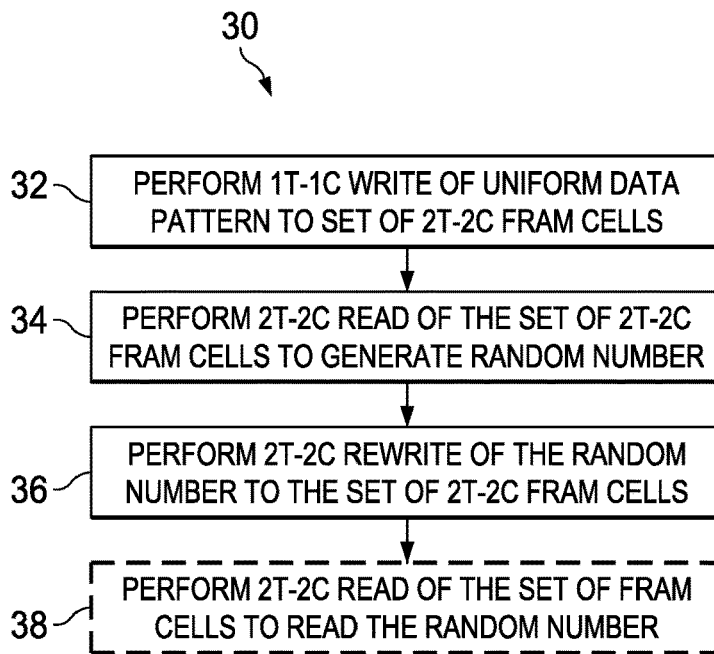 30
32
PERFORM 1T-1C WRITE OF UNIFORM DATA
PATTERN TO SET OF 2T-2C FRAM CELLS
34
PERFORM 2T-2C READ OF THE SET OF 2T-2C
FRAM CELLS TO GENERATE RANDOM NUMBER
36
PERFORM 2T-2C REWRITE OF THE RANDOM
NUMBER TO THE SET OF 2T-2C FRAM CELLS
38
PERFORM 2T-2C READ OF THE SET OF FRAM
CELLS TO READ THE RANDOM NUMBER